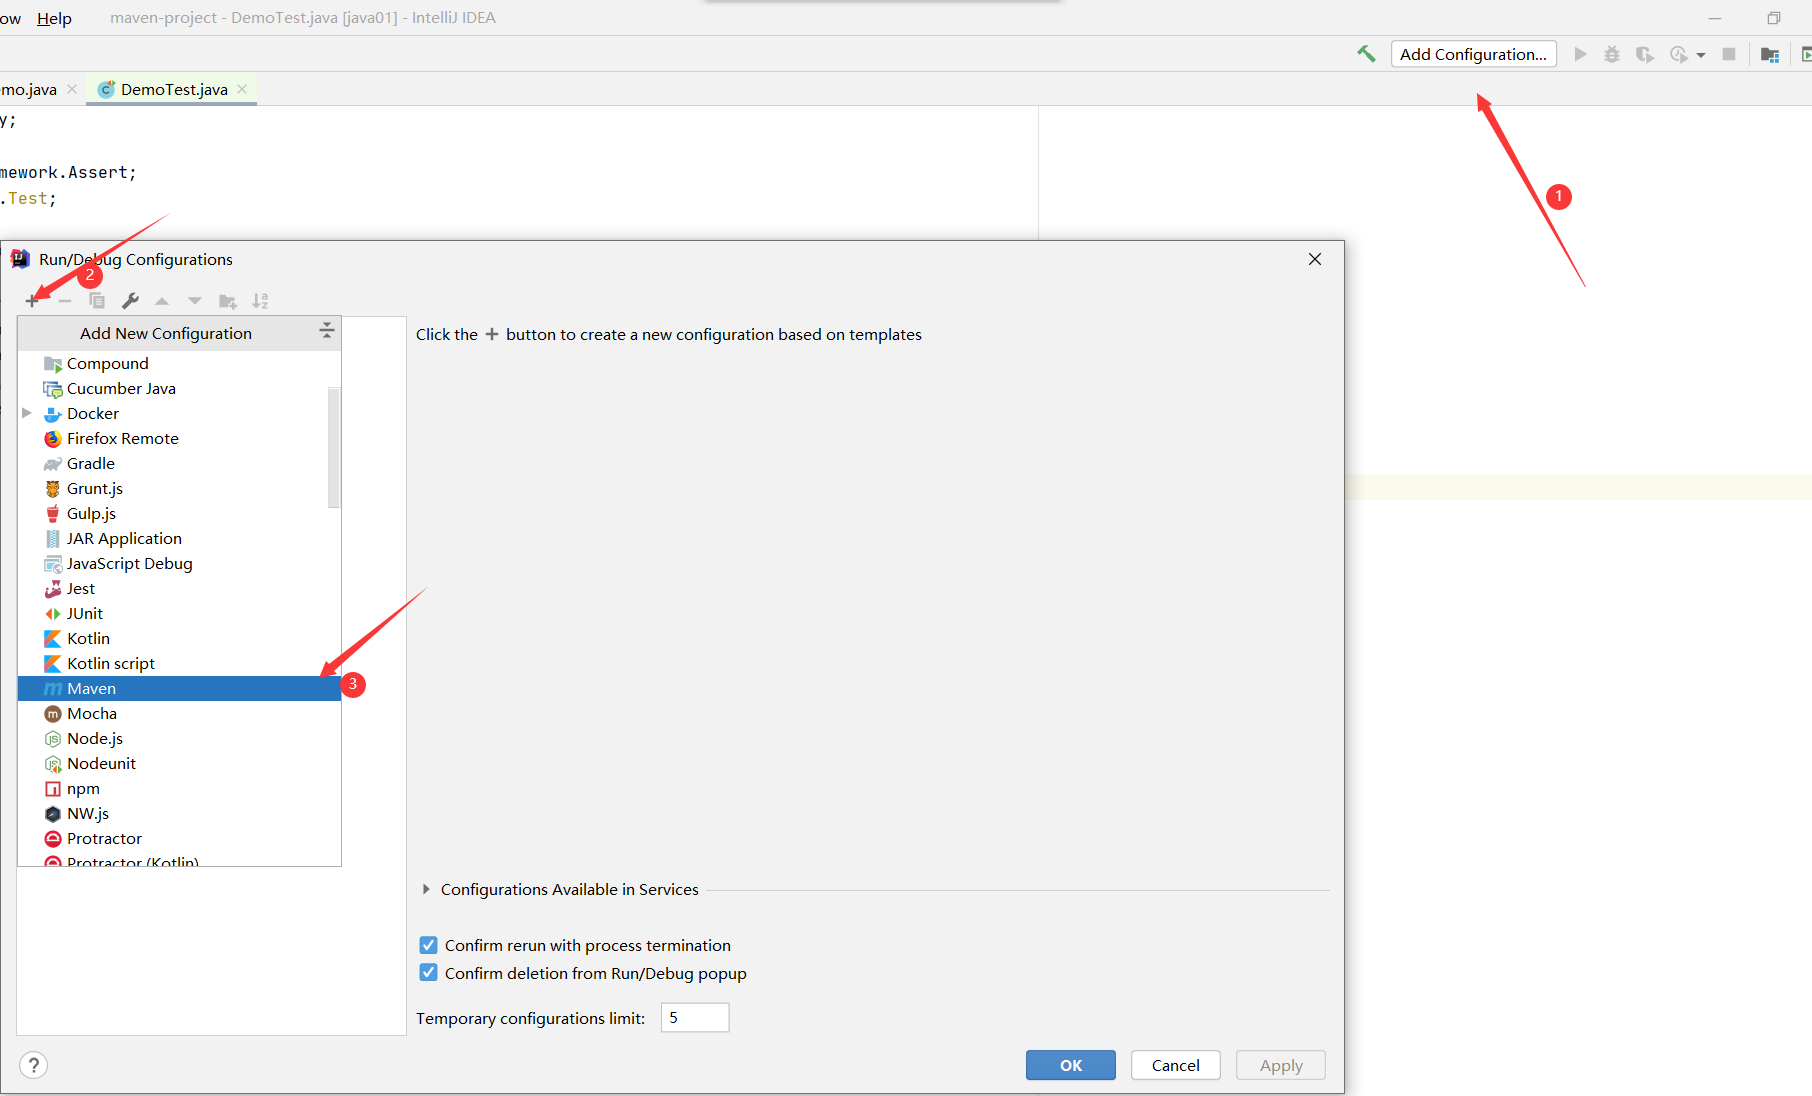 ow Help maven-project - DemoTest.java [java01] - IntelliJ IDEA
Add Configuration...
mo.java DemoTest.java
y;
mework.Assert;
.Test;
1
Run/Debug Configurations
2
Add New Configuration
Click the + button to create a new configuration based on templates
Compound
Cucumber Java
Docker
Firefox Remote
Gradle
Grunt.js
Gulp.js
JAR Application
JavaScript Debug
Jest
JUnit
Kotlin
Kotlin script
Maven
3
Mocha
Node.js
Nodeunit
npm
NW.js
Protractor
Protractor (Kotlin)
Configurations Available in Services
Confirm rerun with process termination
Confirm deletion from Run/Debug popup
Temporary configurations limit: 5
? OK Cancel Apply